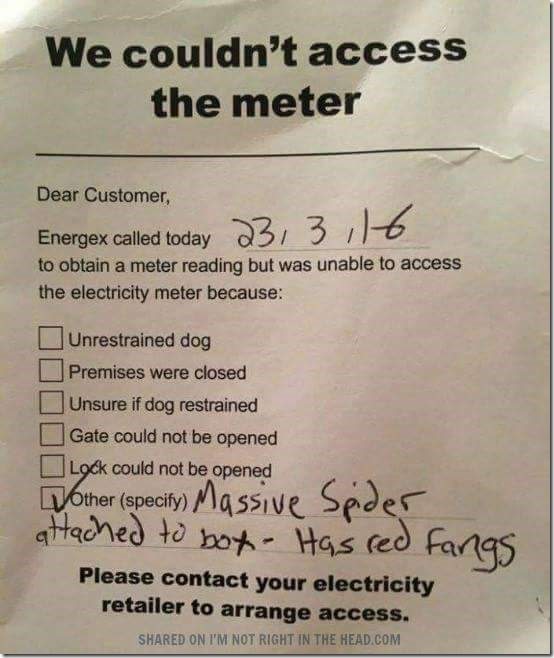 We couldn't access
the meter
Dear Customer,
Energex called today 23, 3, 16
to obtain a meter reading but was unable to access
the electricity meter because:
Unrestrained dog
Premises were closed
Unsure if dog restrained
Gate could not be opened
Lock could not be opened
Other (specify) Massive Spider
attached to box - Has red Fangs
Please contact your electricity
retailer to arrange access.
SHARED ON I'M NOT RIGHT IN THE HEAD.COM